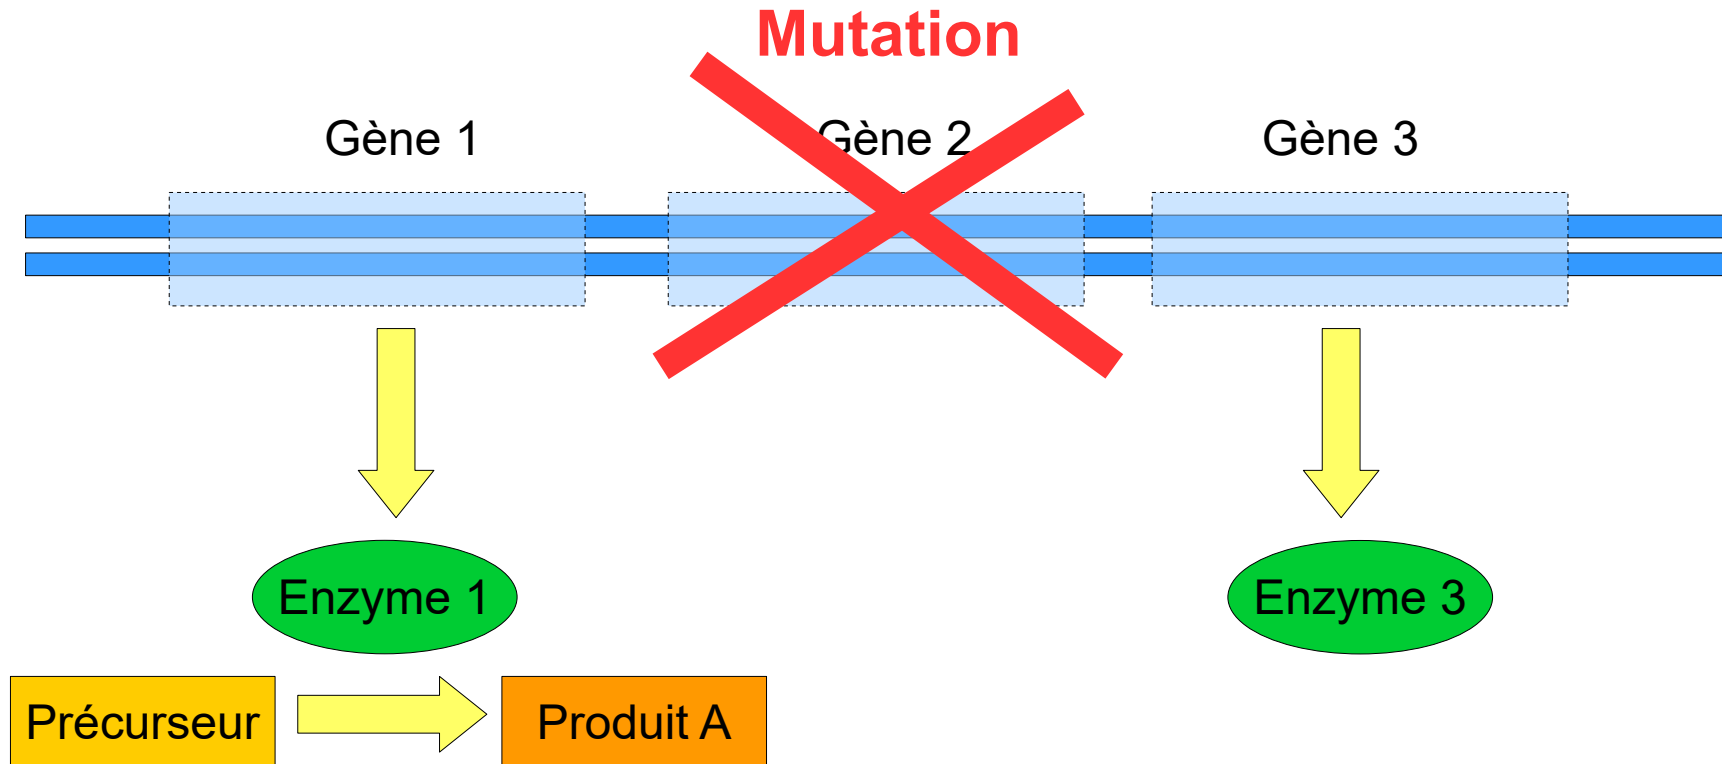 Mutation
Gène 1
Gène 2
Gène 3
Enzyme 1
Enzyme 3
Précurseur
Produit A